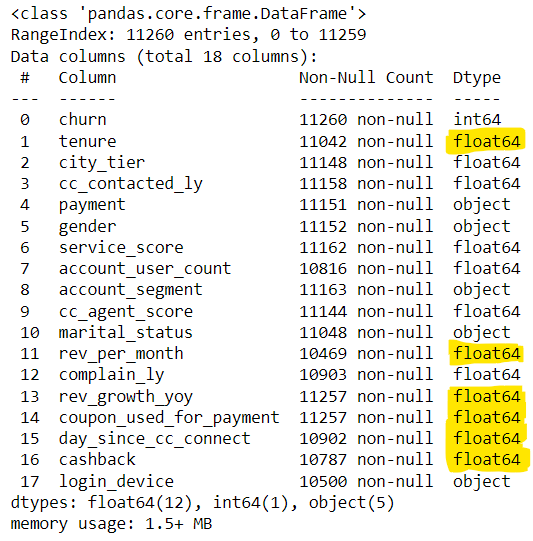 <class 'pandas.core.frame.DataFrame'>
RangeIndex: 11260 entries, 0 to 11259
Data columns (total 18 columns):
 #   Column                   Non-Null Count  Dtype
---  ------                   --------------  -----
 0   churn                    11260 non-null  int64
 1   tenure                   11042 non-null  float64
 2   city_tier                11148 non-null  float64
 3   cc_contacted_ly          11158 non-null  float64
 4   payment                  11151 non-null  object
 5   gender                   11152 non-null  object
 6   service_score            11162 non-null  float64
 7   account_user_count       10816 non-null  float64
 8   account_segment          11163 non-null  object
 9   cc_agent_score           11144 non-null  float64
 10  marital_status           11048 non-null  object
 11  rev_per_month            10469 non-null  float64
 12  complain_ly              10903 non-null  float64
 13  rev_growth_yoy           11257 non-null  float64
 14  coupon_used_for_payment  11257 non-null  float64
 15  day_since_cc_connect     10902 non-null  float64
 16  cashback                 10787 non-null  float64
 17  login_device             10500 non-null  object
dtypes: float64(12), int64(1), object(5)
memory usage: 1.5+ MB